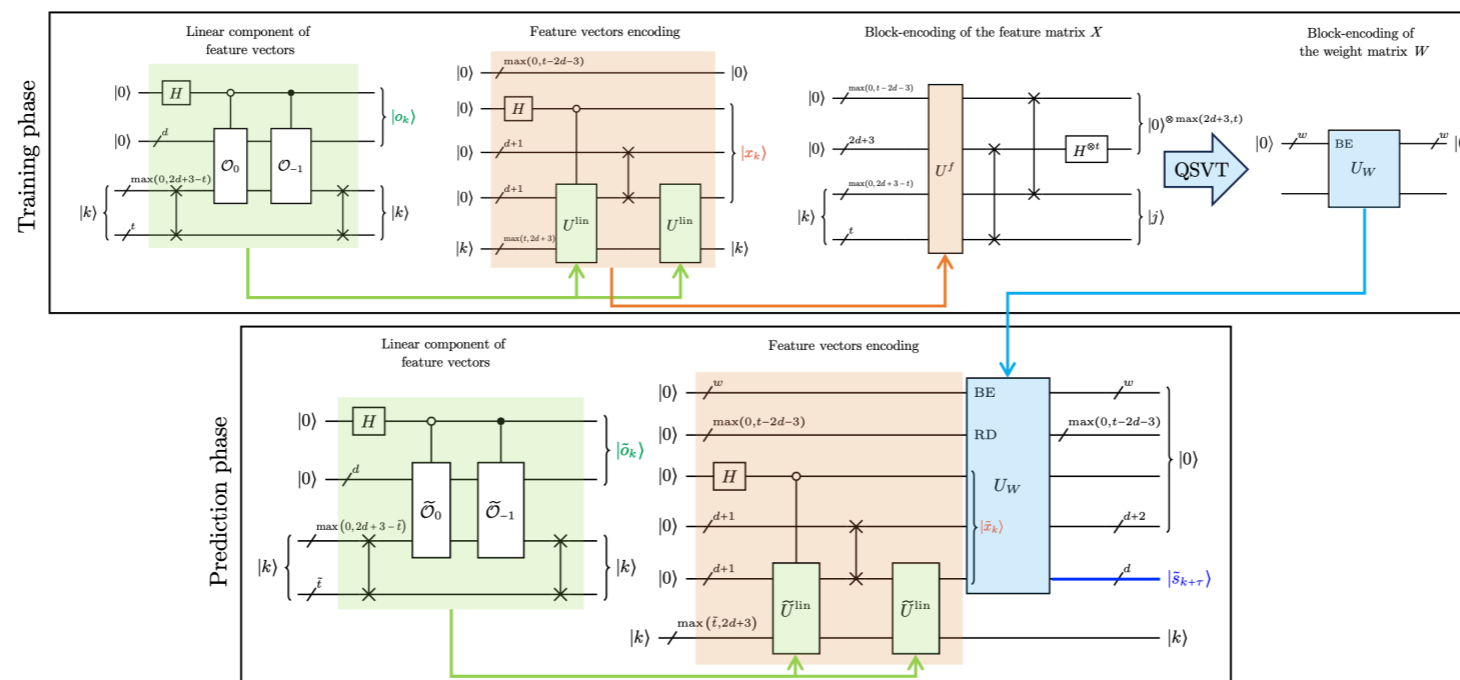 Training phase
Linear component of
feature vectors
|0⟩ H
|0⟩ d
|o_k⟩
O_0 O_{-1}
max(0,2d+3−t)
|k⟩ |k⟩
t
Feature vectors encoding
|0⟩ max(0,t−2d−3) |0⟩
|0⟩ H
|0⟩ d+1 |x_k⟩
|0⟩ d+1
U^lin U^lin
|k⟩ max(t,2d+3) |k⟩
Block-encoding of the feature matrix X
|0⟩ max(0,t−2d−3)
|0⟩^{⊗ max(2d+3,t)}
|0⟩ 2d+3 H^{⊗t}
U^f
max(0,2d+3−t)
|k⟩ |j⟩
t
QSVT
Block-encoding of
the weight matrix W
|0⟩ w BE w
U_W
Prediction phase
Linear component of
feature vectors
|0⟩ H
|õ_k⟩
|0⟩ d
Õ_0 Õ_{-1}
max(0,2d+3−t̃)
|k⟩ |k⟩
t̃
Feature vectors encoding
|0⟩ w BE w
|0⟩ max(0,t−2d−3) RD max(0,t−2d−3)
|0⟩
|0⟩ H U_W
|0⟩ d+1 |x̃_k⟩ d+2
|0⟩ d+1 d |s̃_{k+τ}⟩
Ũ^lin Ũ^lin
|k⟩ max(t̃,2d+3) |k⟩